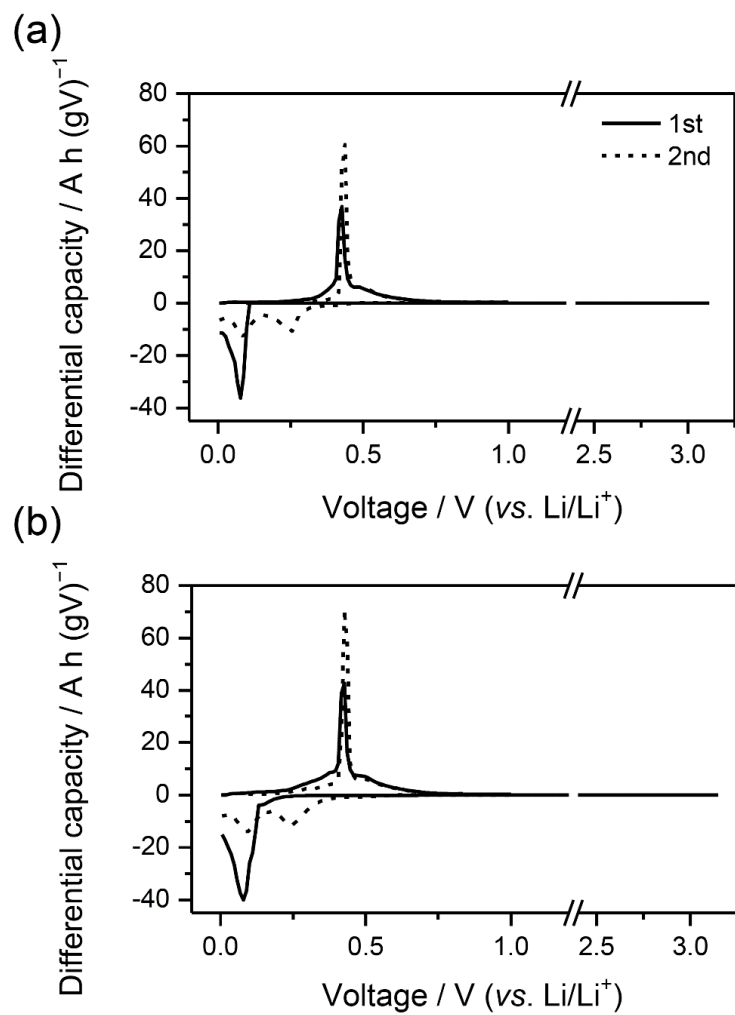 (a)
Differential capacity / A h (gV)⁻¹
80
60
40
20
0
-20
-40
1st
2nd
0.0 0.5 1.0 2.5 3.0
Voltage / V (vs. Li/Li⁺)
(b)
Differential capacity / A h (gV)⁻¹
80
60
40
20
0
-20
-40
0.0 0.5 1.0 2.5 3.0
Voltage / V (vs. Li/Li⁺)